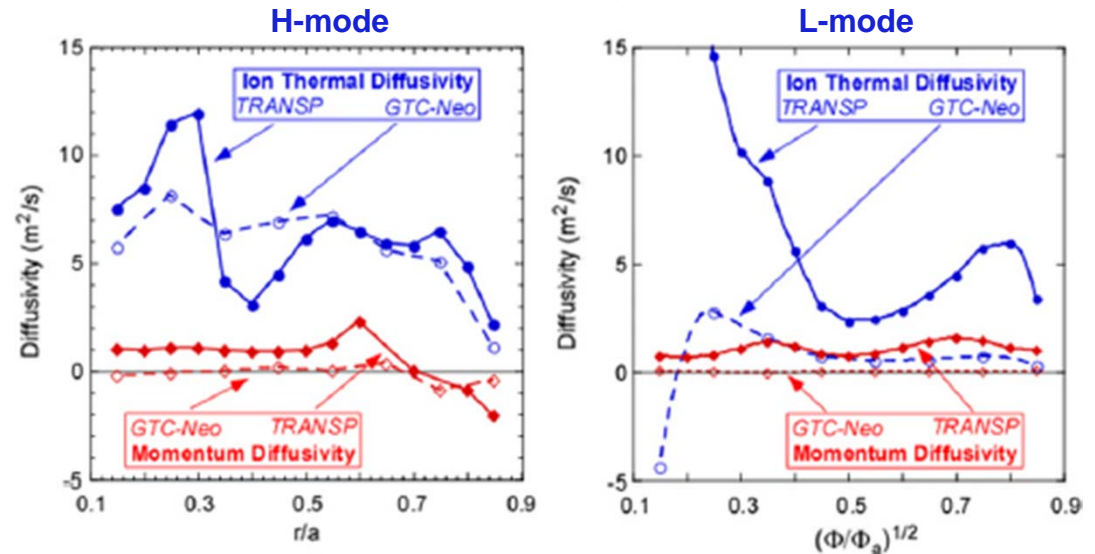 H-mode
15
10
5
0
-5
0.1 0.3 0.5 0.7 0.9
r/a
Diffusivity (m²/s)
Ion Thermal Diffusivity
TRANSP GTC-Neo
GTC-Neo TRANSP
Momentum Diffusivity
L-mode
15
10
5
0
-5
0.1 0.3 0.5 0.7 0.9
(Φ/Φₐ)^1/2
Diffusivity (m²/s)
Ion Thermal Diffusivity
TRANSP GTC-Neo
GTC-Neo TRANSP
Momentum Diffusivity